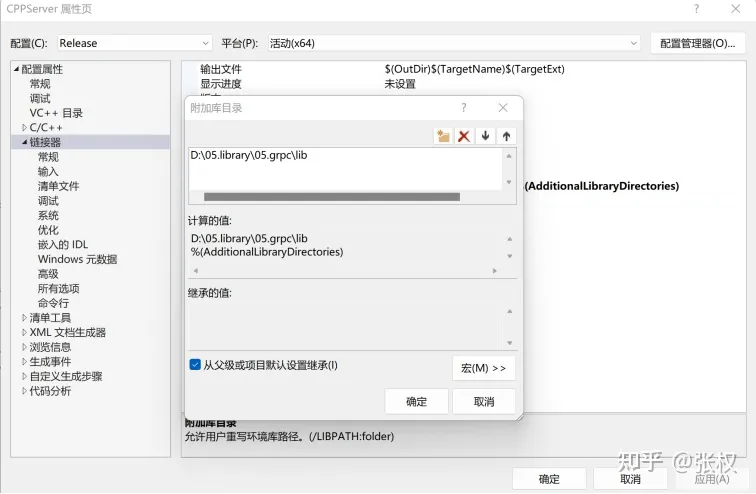 CPPServer 属性页
配置(C): Release 平台(P): 活动(x64) 配置管理器(O)...
配置属性
常规
调试
VC++ 目录
C/C++
链接器
常规
输入
清单文件
调试
系统
优化
嵌入的 IDL
Windows 元数据
高级
所有选项
命令行
清单工具
XML 文档生成器
浏览信息
生成事件
自定义生成步骤
代码分析
输出文件 $(OutDir)$(TargetName)$(TargetExt)
显示进度 未设置
%(AdditionalLibraryDirectories)
附加库目录
D:\05.library\05.grpc\lib
计算的值:
D:\05.library\05.grpc\lib
%(AdditionalLibraryDirectories)
继承的值:
从父级或项目默认设置继承(I)
宏(M) >>
确定 取消
附加库目录
允许用户重写环境库路径。(/LIBPATH:folder)
确定 取消 应用(A)
知乎 @张权